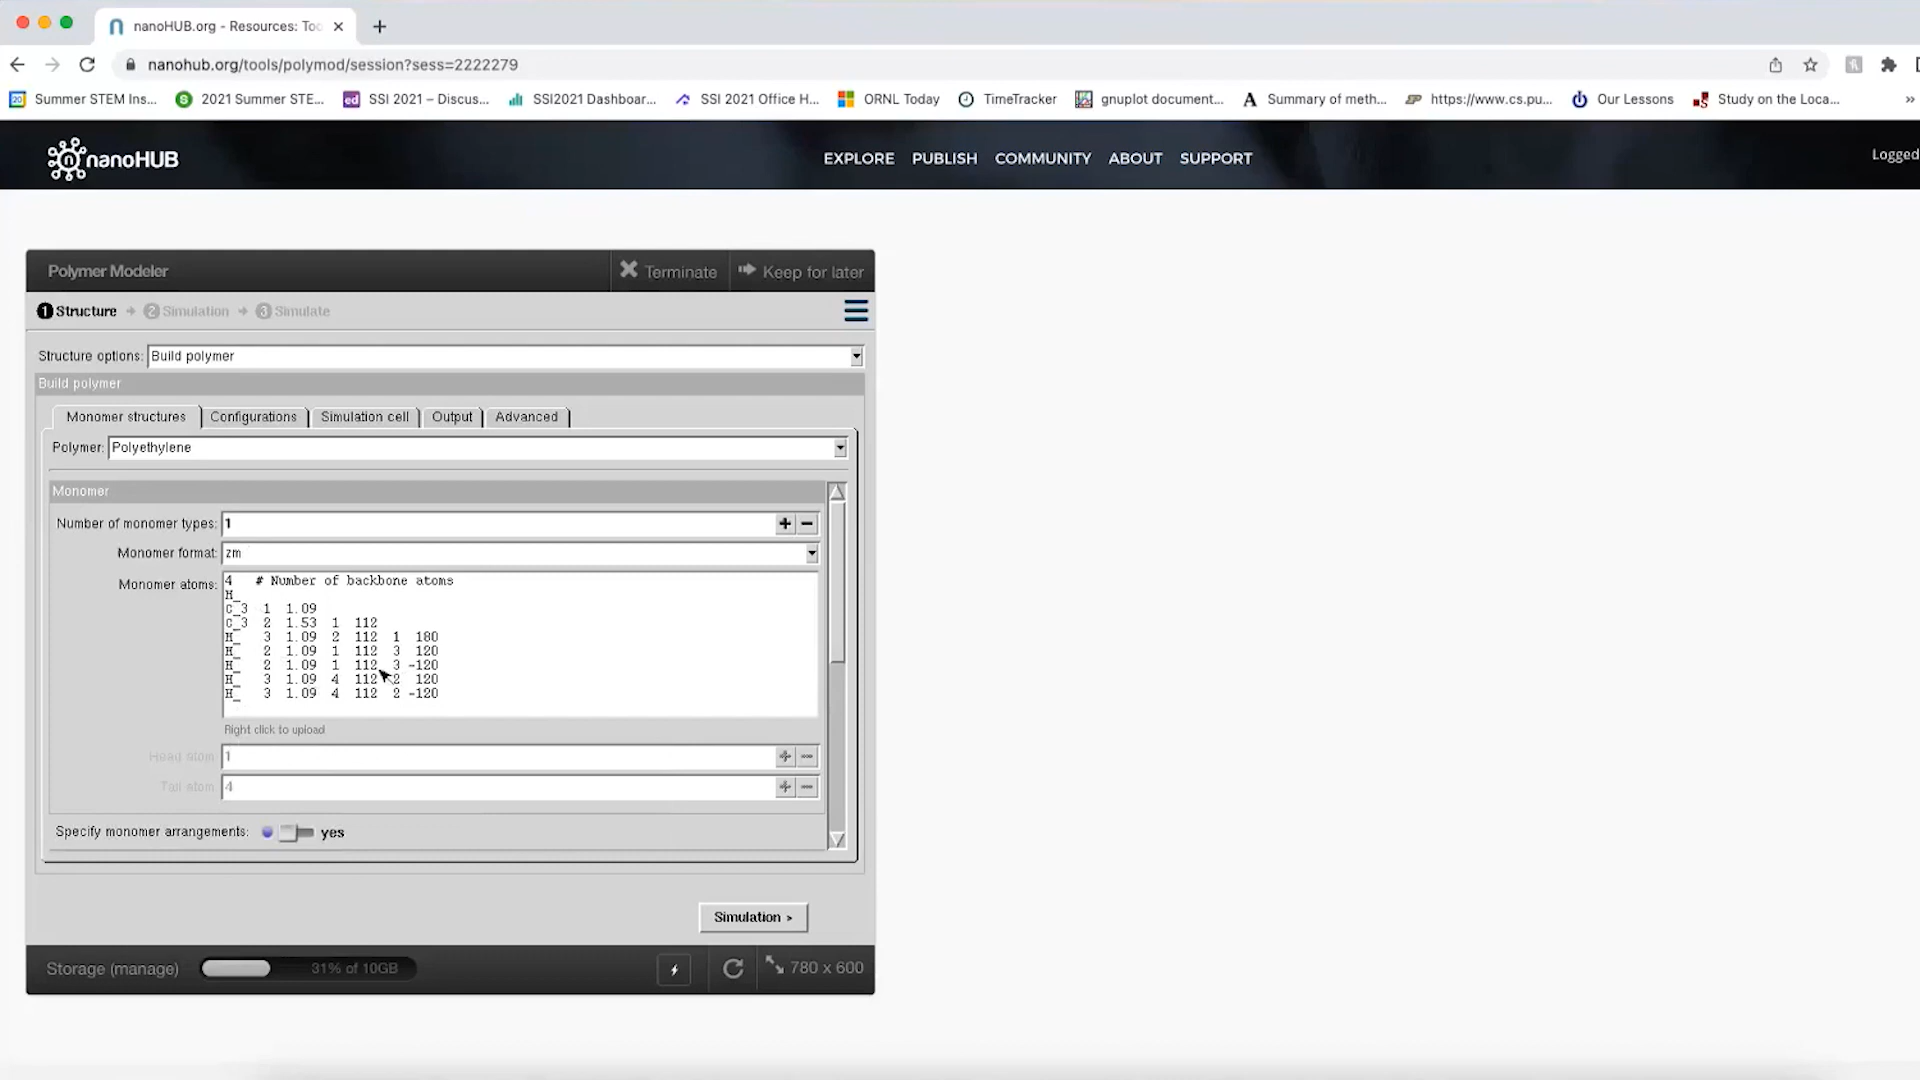 nanoHUB.org - Resources: Too
nanohub.org/tools/polymod/session?sess=2222279
Summer STEM Ins... 2021 Summer STE... SSI 2021 – Discus... SSI2021 Dashboar... SSI 2021 Office H... ORNL Today TimeTracker gnuplot document... Summary of meth... https://www.cs.pu... Our Lessons Study on the Loca... »
nanoHUB EXPLORE PUBLISH COMMUNITY ABOUT SUPPORT Logged
Polymer Modeler Terminate Keep for later
1 Structure 2 Simulation 3 Simulate
Structure options: Build polymer
Build polymer
Monomer structures Configurations Simulation cell Output Advanced
Polymer: Polyethylene
Monomer
Number of monomer types: 1
Monomer format: zm
Monomer atoms:
4 # Number of backbone atoms
H_
C_3 1 1.09
C_3 2 1.53 1 112
H_ 3 1.09 2 112 1 180
H_ 2 1.09 1 112 3 120
H_ 2 1.09 1 112 3 -120
H_ 3 1.09 4 112 2 120
H_ 3 1.09 4 112 2 -120
Right click to upload
Head atom: 1
Tail atom: 4
Specify monomer arrangements: yes
Simulation >
Storage (manage) 31% of 10GB 780 x 600